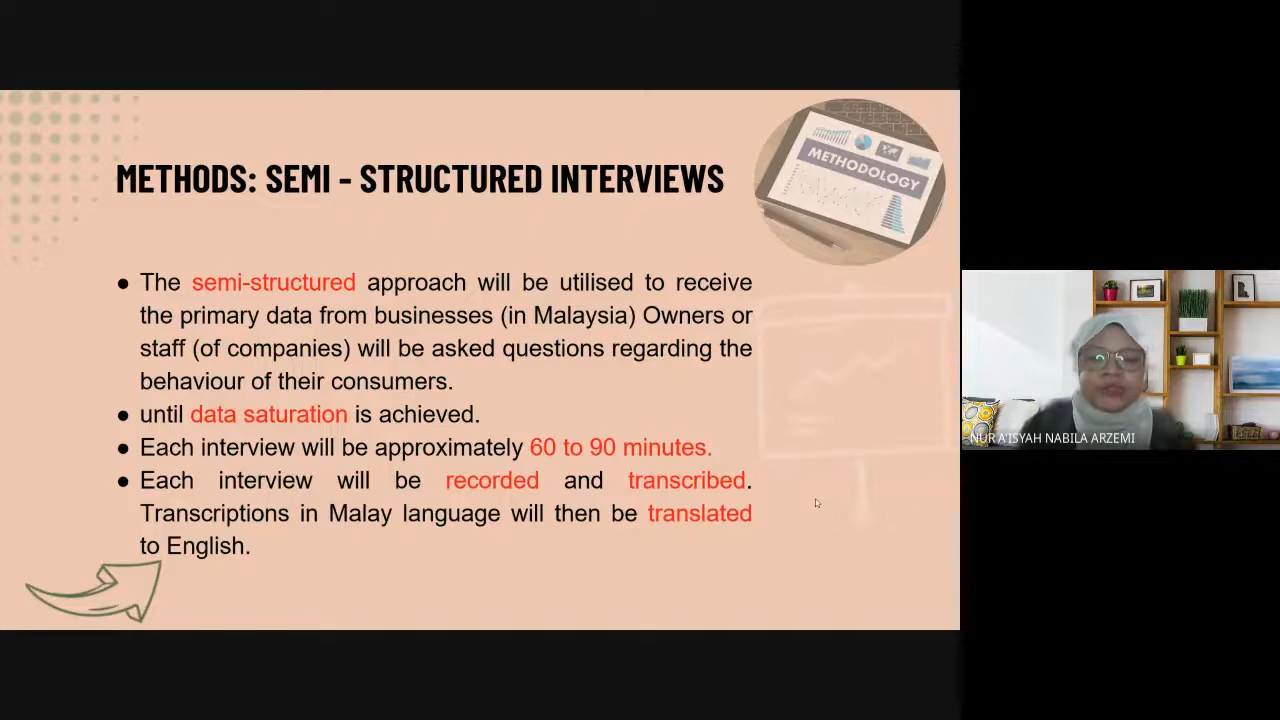 METHODS: SEMI - STRUCTURED INTERVIEWS
METHODOLOGY
● The semi-structured approach will be utilised to receive
the primary data from businesses (in Malaysia) Owners or
staff (of companies) will be asked questions regarding the
behaviour of their consumers.
● until data saturation is achieved.
● Each interview will be approximately 60 to 90 minutes.
● Each interview will be recorded and transcribed.
Transcriptions in Malay language will then be translated
to English.
NUR A'ISYAH NABILA ARZEMI